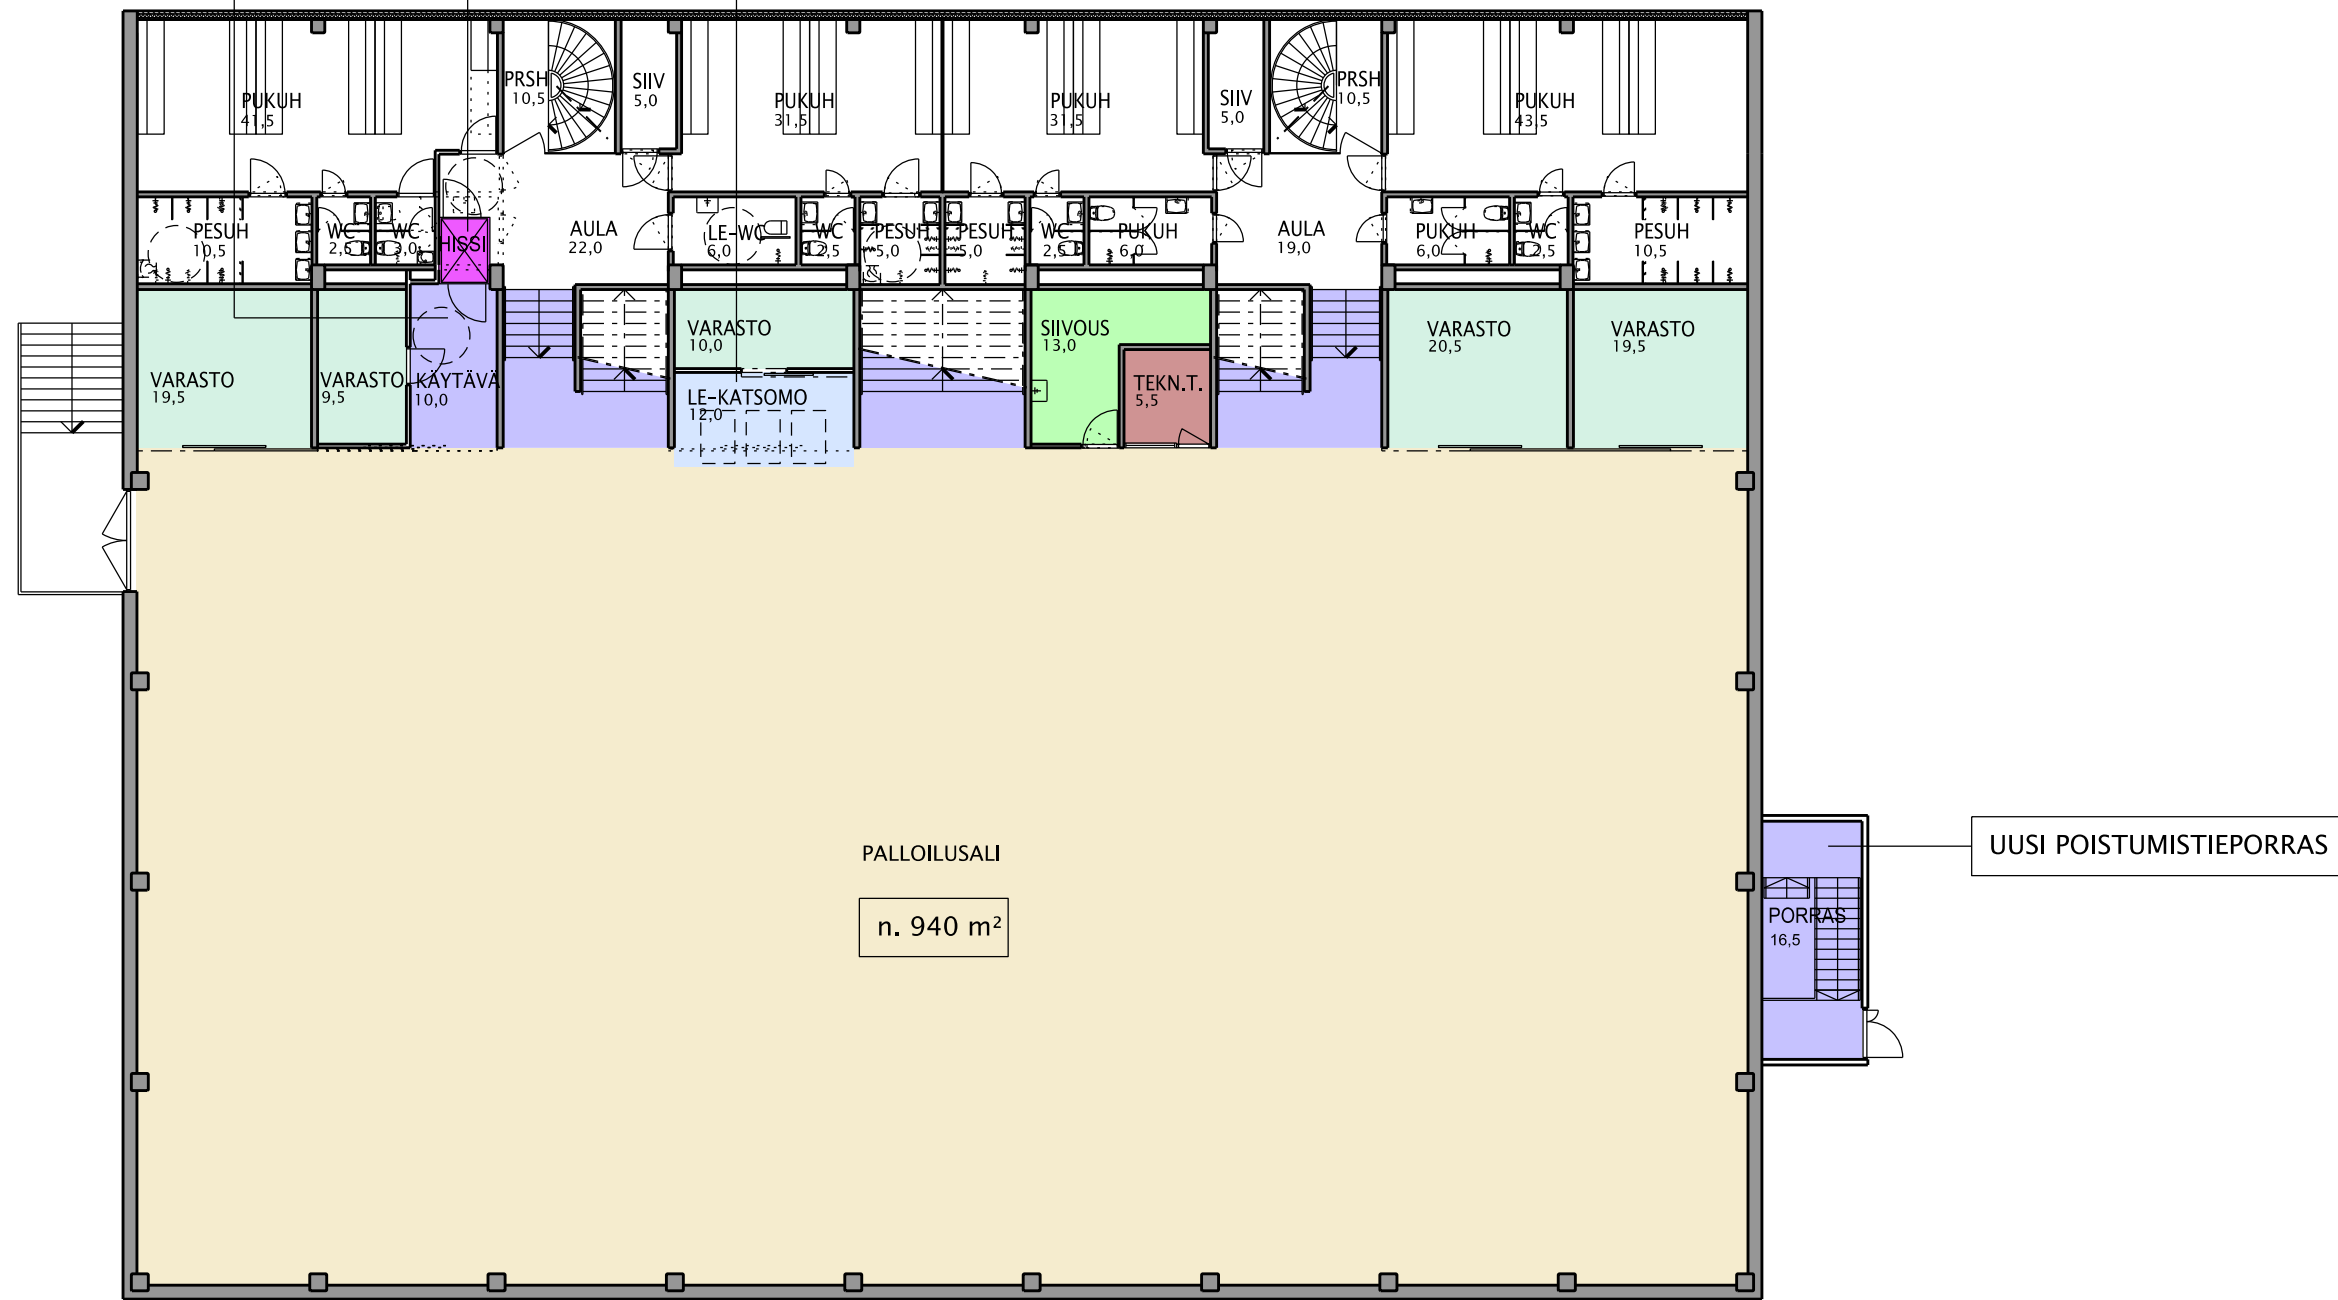 PUKUH
41,5
PRSH
10,5
SIIV
5,0
PUKUH
31,5
PUKUH
31,5
SIIV
5,0
PRSH
10,5
PUKUH
43,5
PESUH
10,5
WC
2,5
WC
3,0
HISSI
AULA
22,0
LE-WC
6,0
WC
2,5
PESUH
5,0
PESUH
5,0
WC
2,5
PUKUH
6,0
AULA
19,0
PUKUH
6,0
WC
2,5
PESUH
10,5
VARASTO
19,5
VARASTO
9,5
KÄYTÄVÄ
10,0
VARASTO
10,0
LE-KATSOMO
12,0
SIIVOUS
13,0
TEKN.T.
5,5
VARASTO
20,5
VARASTO
19,5
PALLOILUSALI
n. 940 m²
UUSI POISTUMISTIEPORRAS
PORRAS
16,5